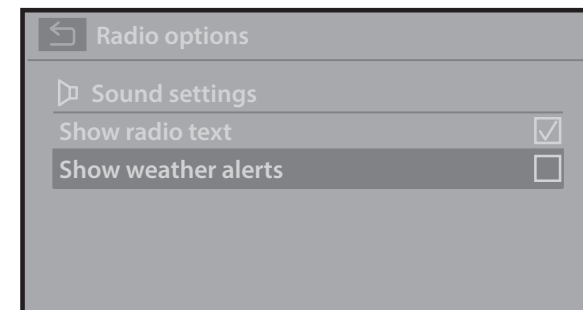 Radio options
Sound settings
Show radio text
Show weather alerts